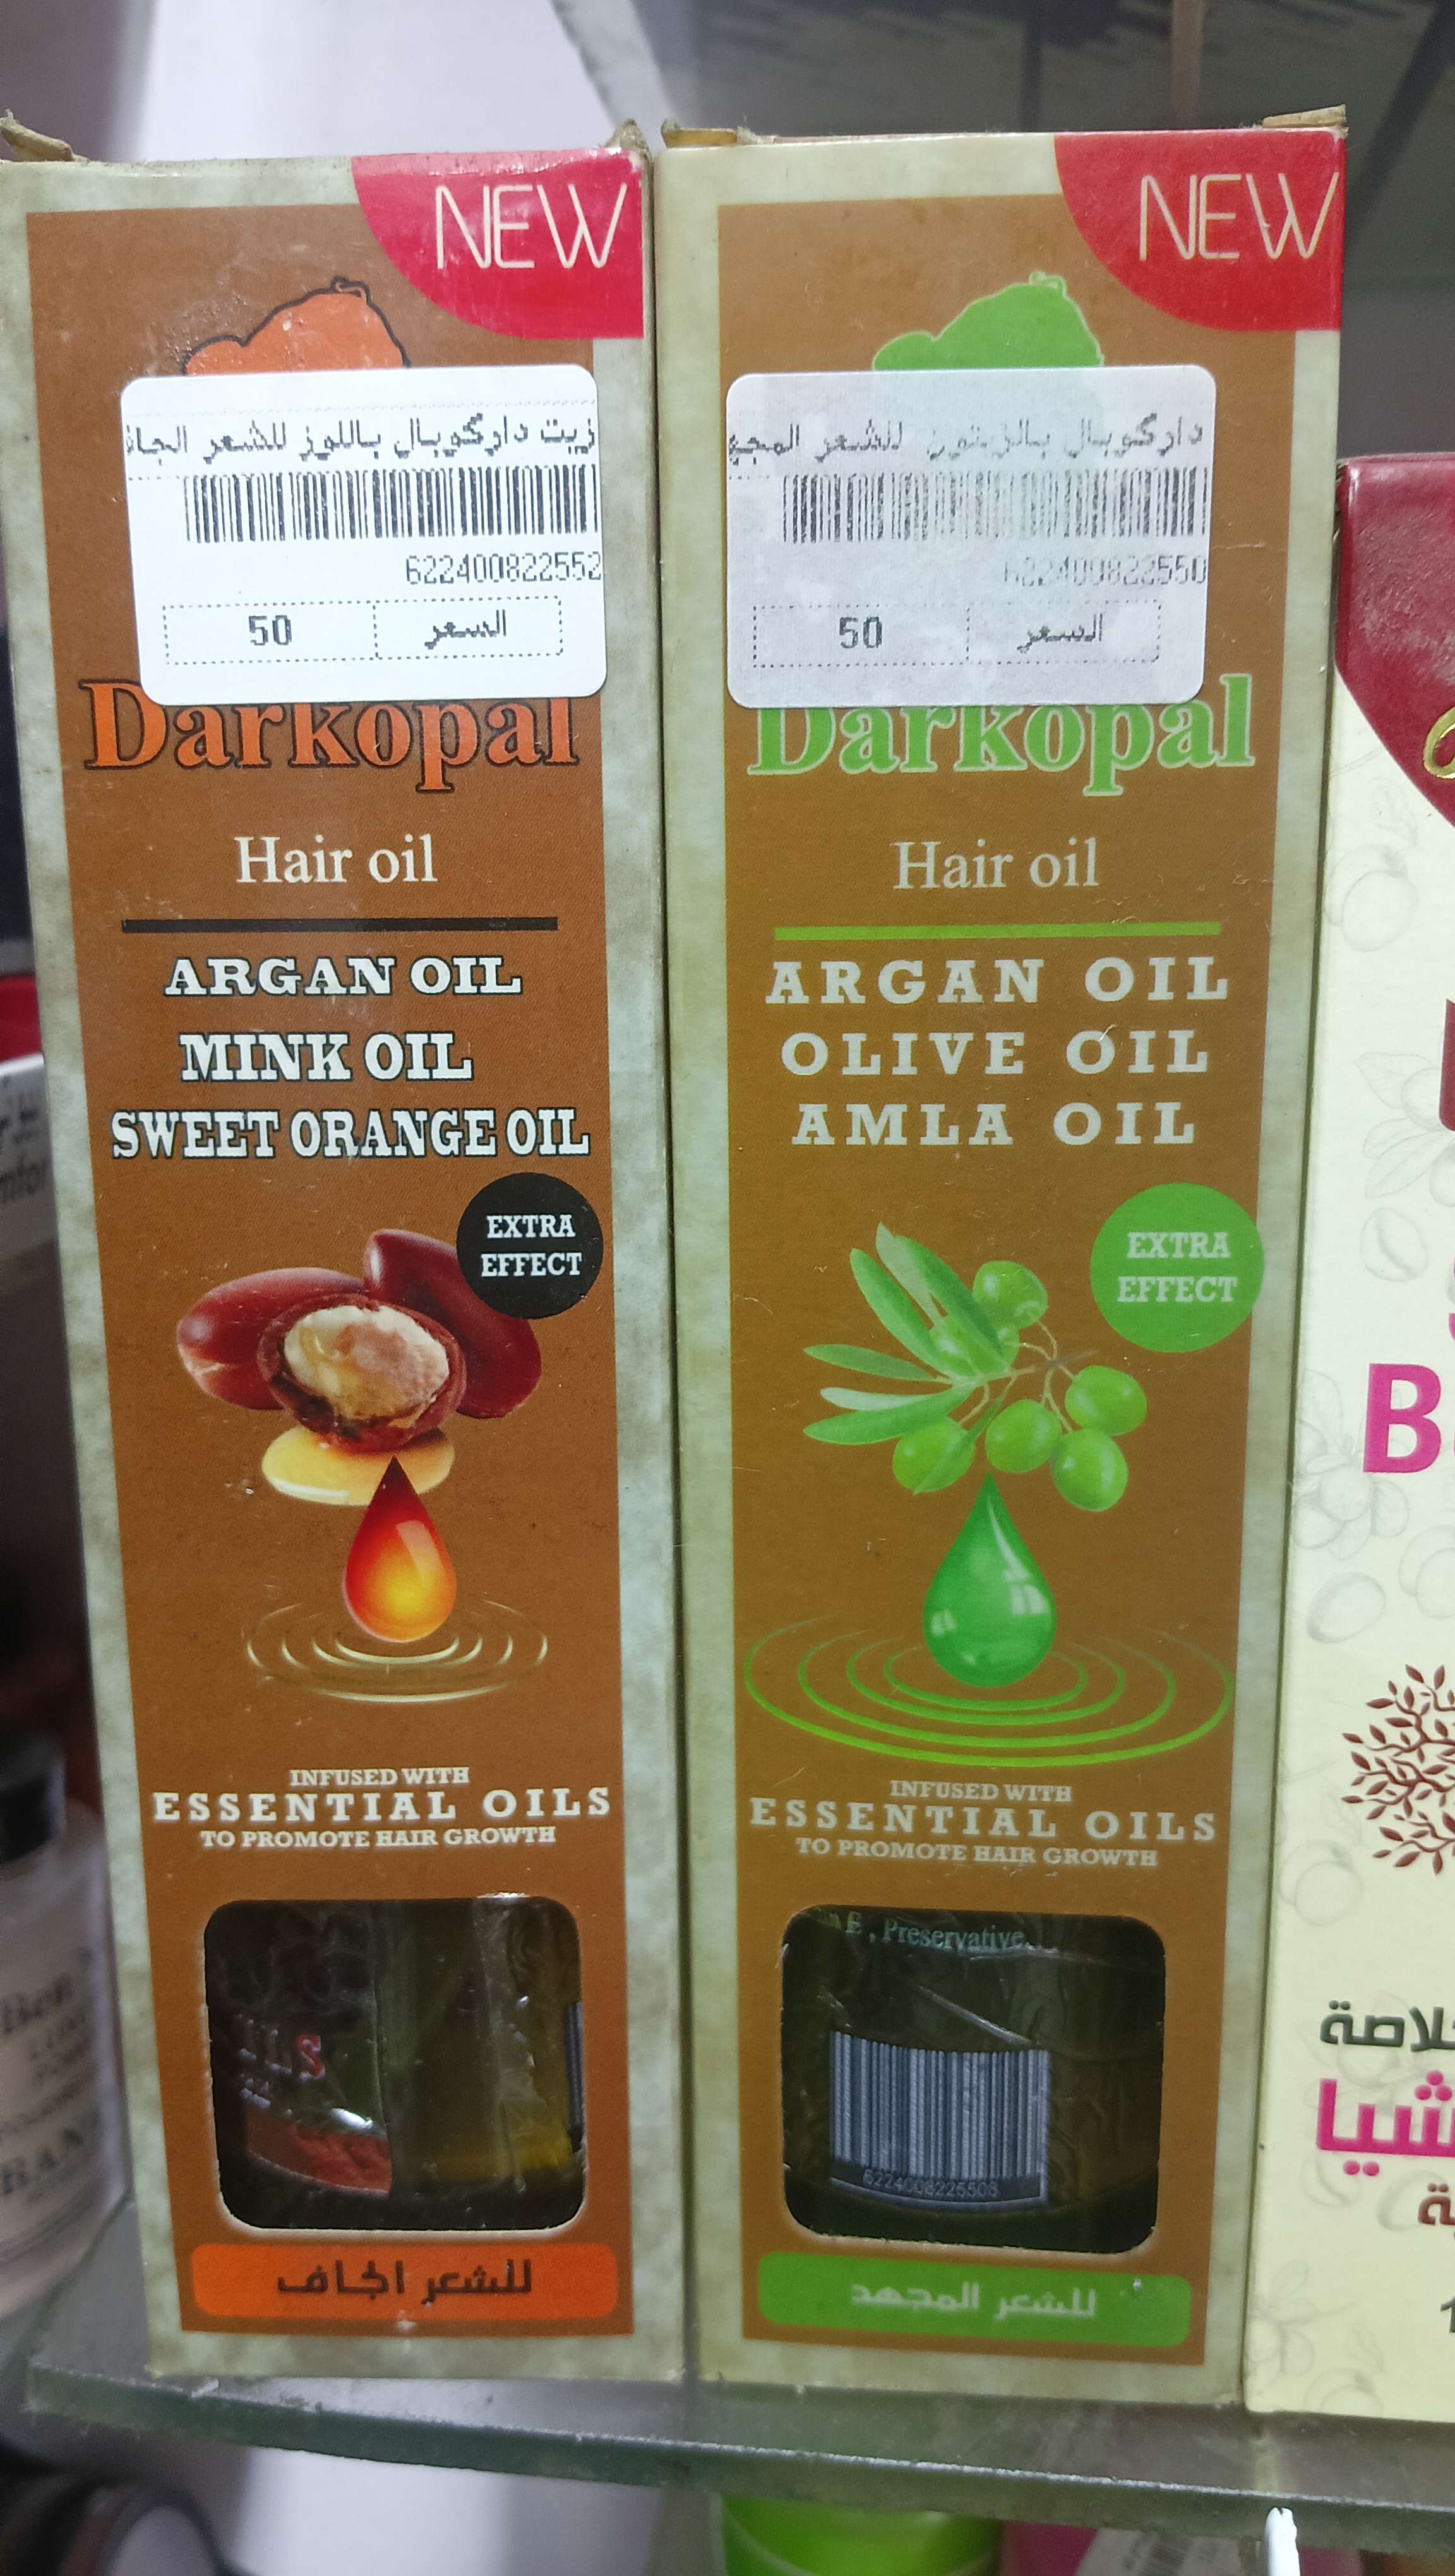 NEW
زيت داركوبال باللوز للشعر الجاف
622400822552
السعر
50
Darkopal
Hair oil
ARGAN OIL
MINK OIL
SWEET ORANGE OIL
EXTRA
EFFECT
INFUSED WITH
ESSENTIAL OILS
TO PROMOTE HAIR GROWTH
للشعر الجاف
NEW
داركوبال بالزيتون للشعر المجه
622400822550
السعر
50
Darkopal
Hair oil
ARGAN OIL
OLIVE OIL
AMLA OIL
EXTRA
EFFECT
INFUSED WITH
ESSENTIAL OILS
TO PROMOTE HAIR GROWTH
E , Preservative
6224008225508
للشعر المجهد